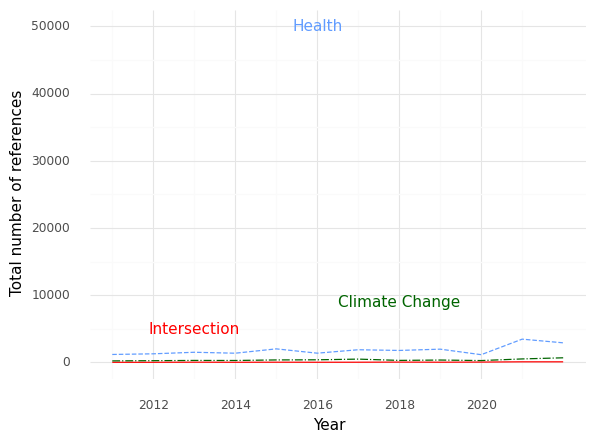 50000
40000
30000
20000
10000
0
Total number of references
Health
Climate Change
Intersection
2012 2014 2016 2018 2020
Year